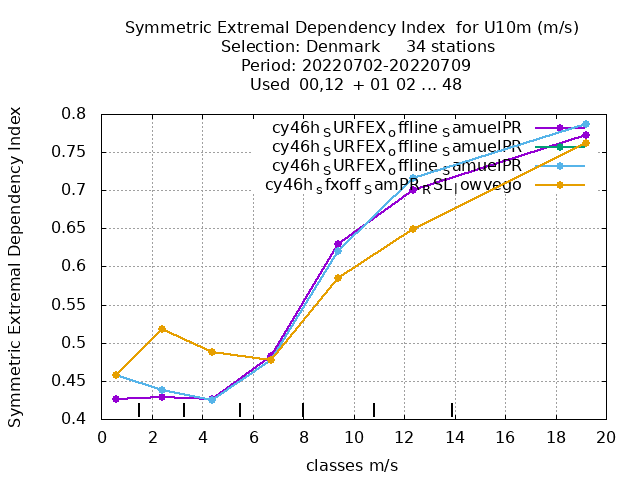 Symmetric Extremal Dependency Index  for U10m (m/s)
Selection: Denmark     34 stations
Period: 20220702-20220709
Used  00,12  + 01 02 ... 48
Symmetric Extremal Dependency Index
0.8
0.75
0.7
0.65
0.6
0.55
0.5
0.45
0.4
cy46h_SURFEX_offline_SamuelPR
cy46h_SURFEX_offline_SamuelPR
cy46h_SURFEX_offline_SamuelPR
cy46h_sfxoff_SamPR_RSL_lowvego
0 2 4 6 8 10 12 14 16 18 20
classes m/s